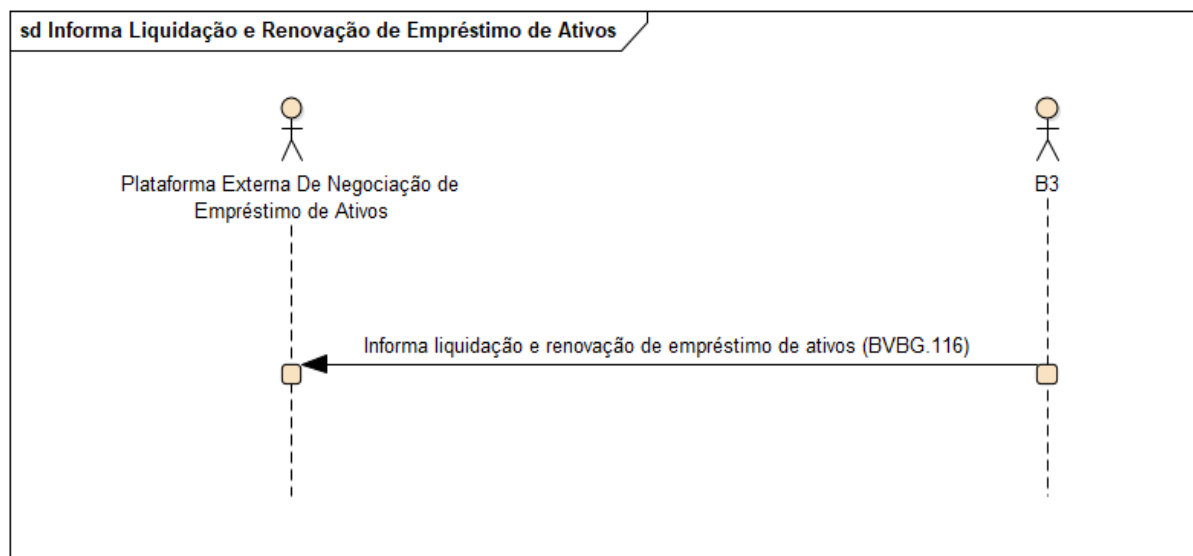 sd Informa Liquidação e Renovação de Empréstimo de Ativos
Plataforma Externa De Negociação de
Empréstimo de Ativos
B3
Informa liquidação e renovação de empréstimo de ativos (BVBG.116)